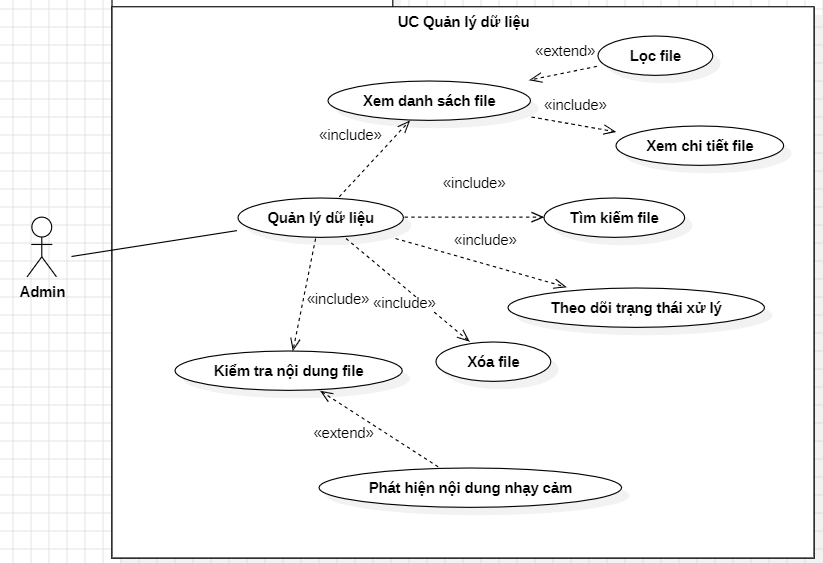 UC Quản lý dữ liệu
«extend»
Lọc file
Xem danh sách file
«include»
«include»
Xem chi tiết file
«include»
Quản lý dữ liệu
Tìm kiếm file
«include»
Admin
«include»
«include»
Theo dõi trạng thái xử lý
Kiểm tra nội dung file
Xóa file
«extend»
Phát hiện nội dung nhạy cảm